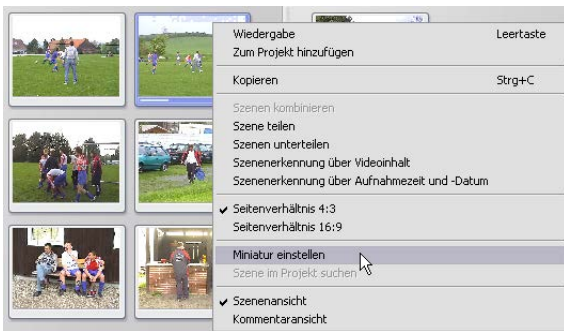 Wiedergabe Leertaste
Zum Projekt hinzufügen
Kopieren Strg+C
Szenen kombinieren
Szene teilen
Szenen unterteilen
Szenenerkennung über Videoinhalt
Szenenerkennung über Aufnahmezeit und -Datum
Seitenverhältnis 4:3
Seitenverhältnis 16:9
Miniatur einstellen
Szene im Projekt suchen
Szenenansicht
Kommentaransicht